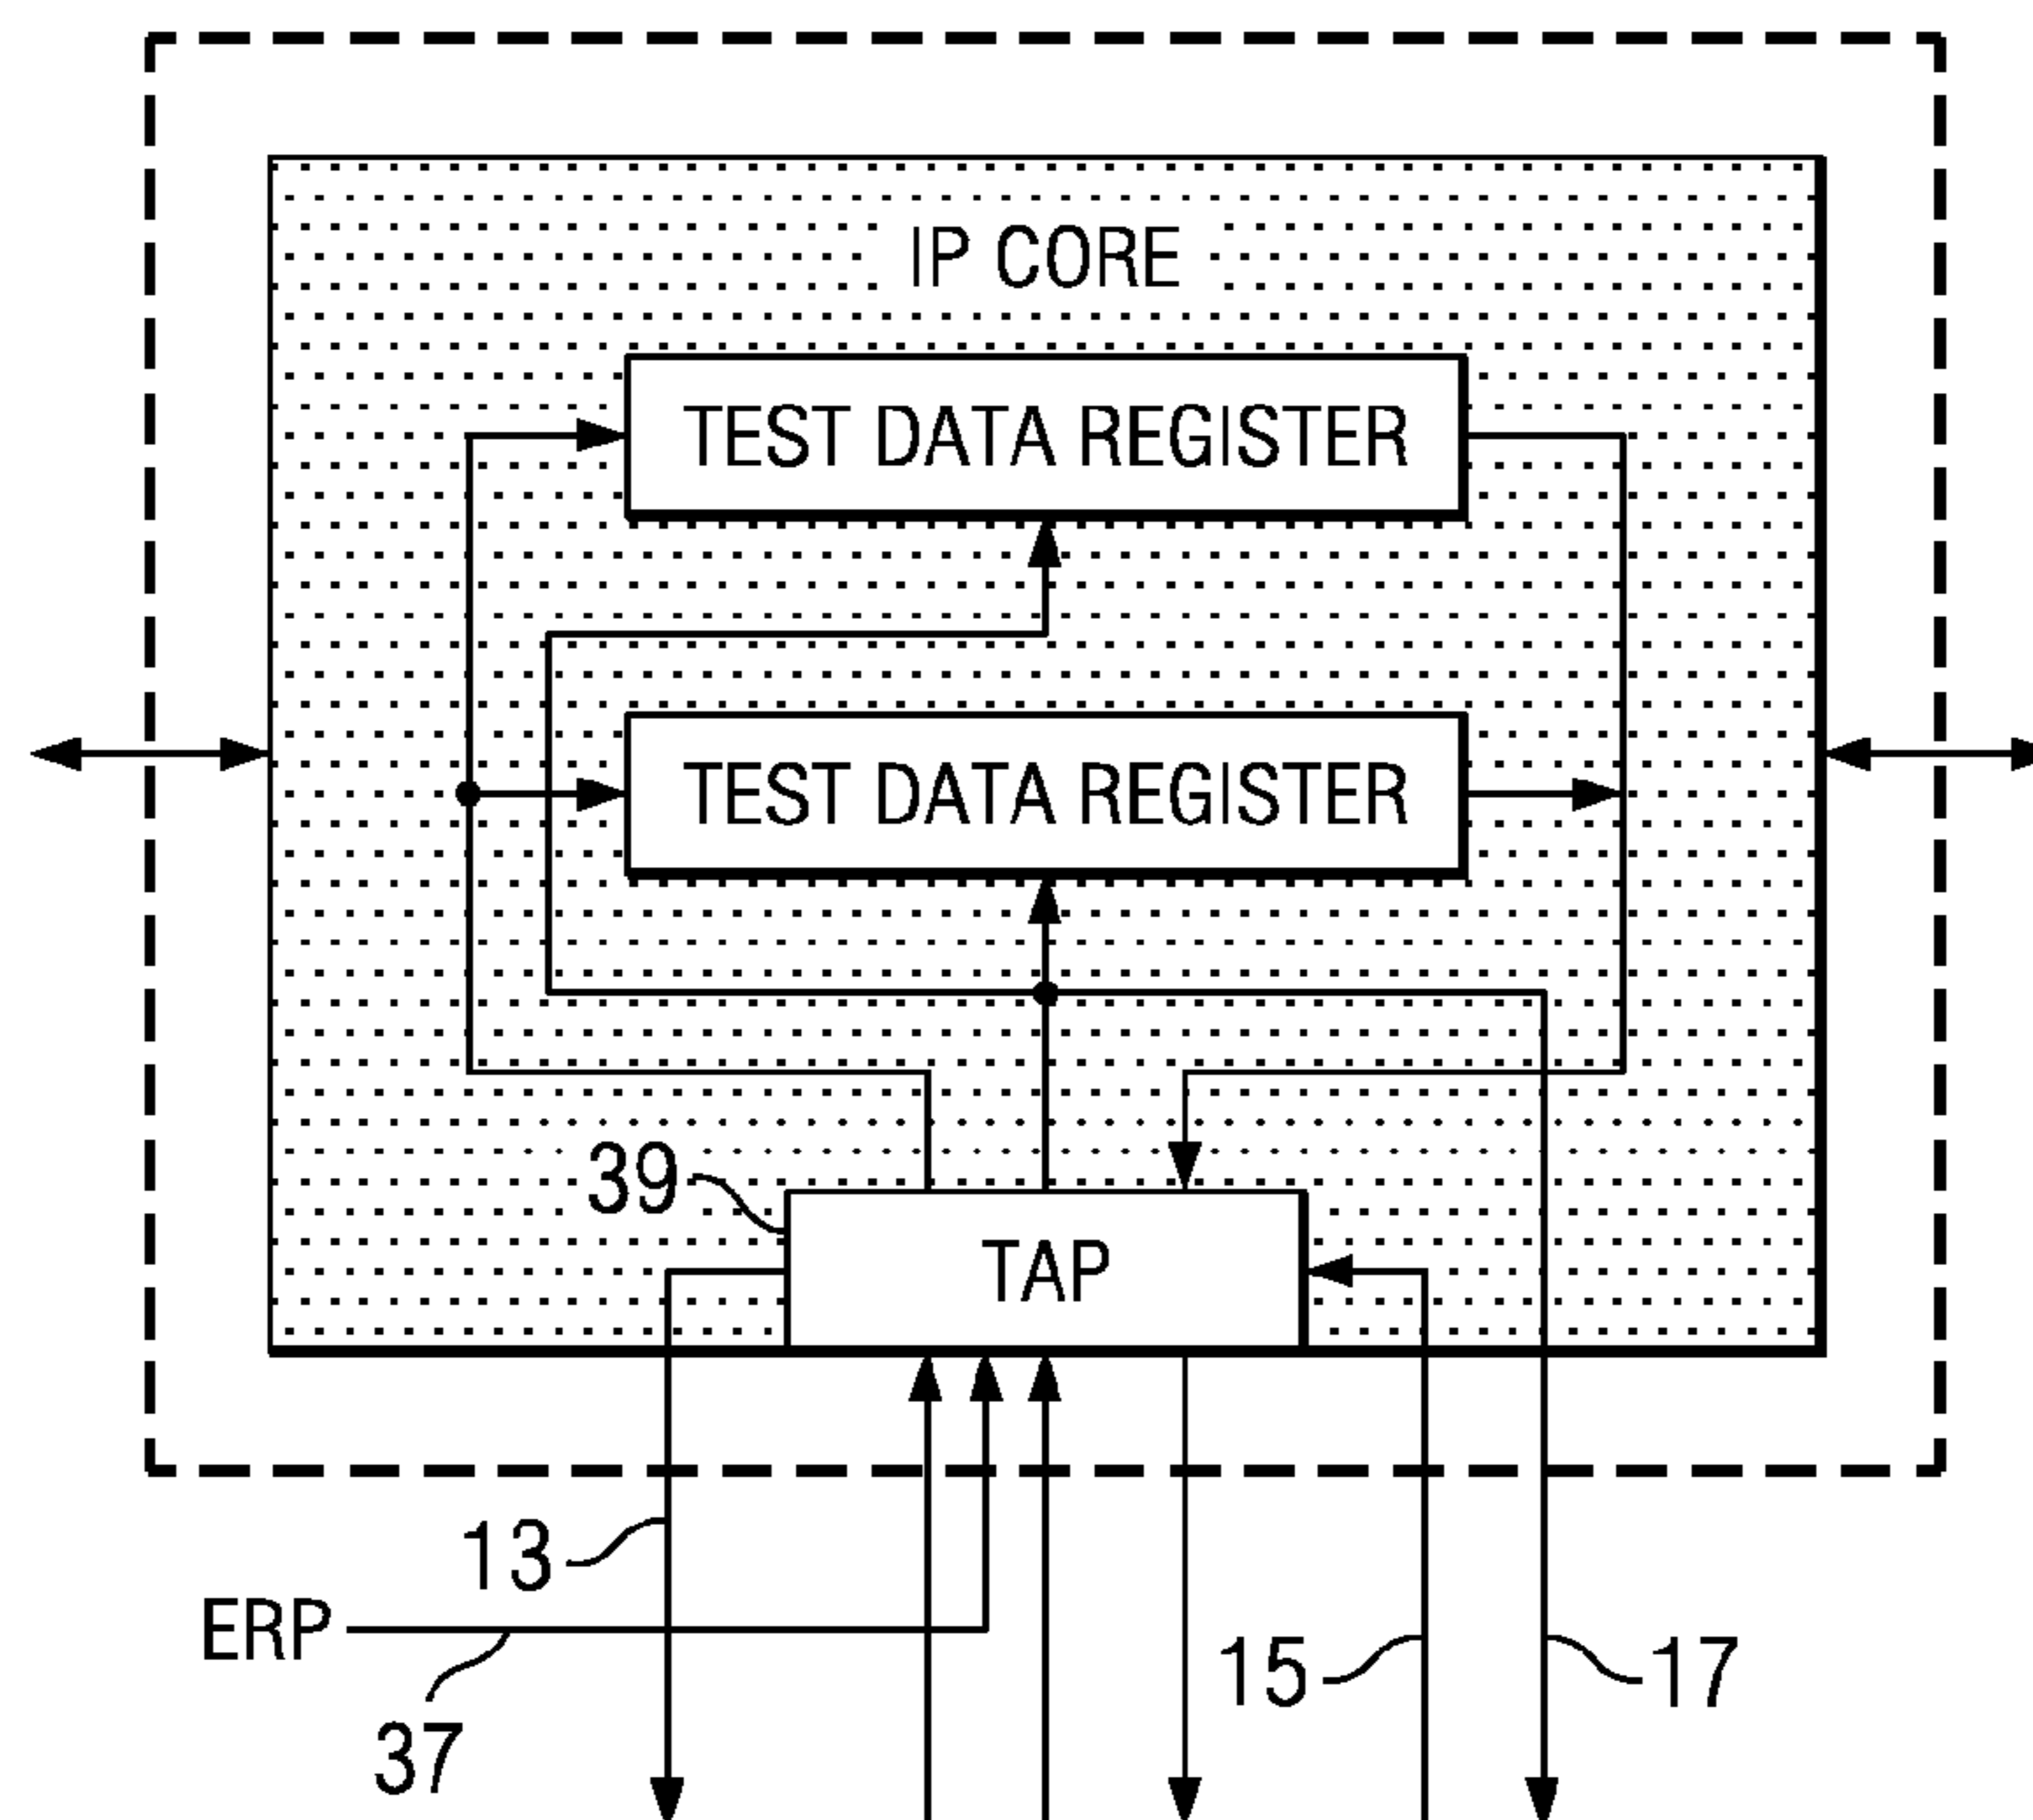 IP CORE
TEST DATA REGISTER
TEST DATA REGISTER
39
TAP
13
ERP
15
17
37